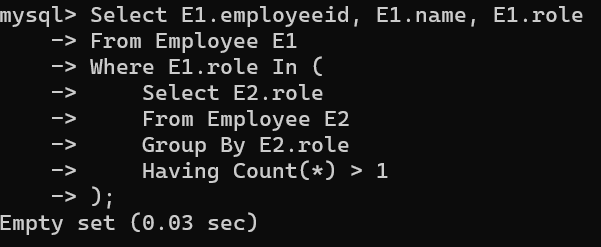 mysql> Select E1.employeeid, E1.name, E1.role
    -> From Employee E1
    -> Where E1.role In (
    ->     Select E2.role
    ->     From Employee E2
    ->     Group By E2.role
    ->     Having Count(*) > 1
    -> );
Empty set (0.03 sec)